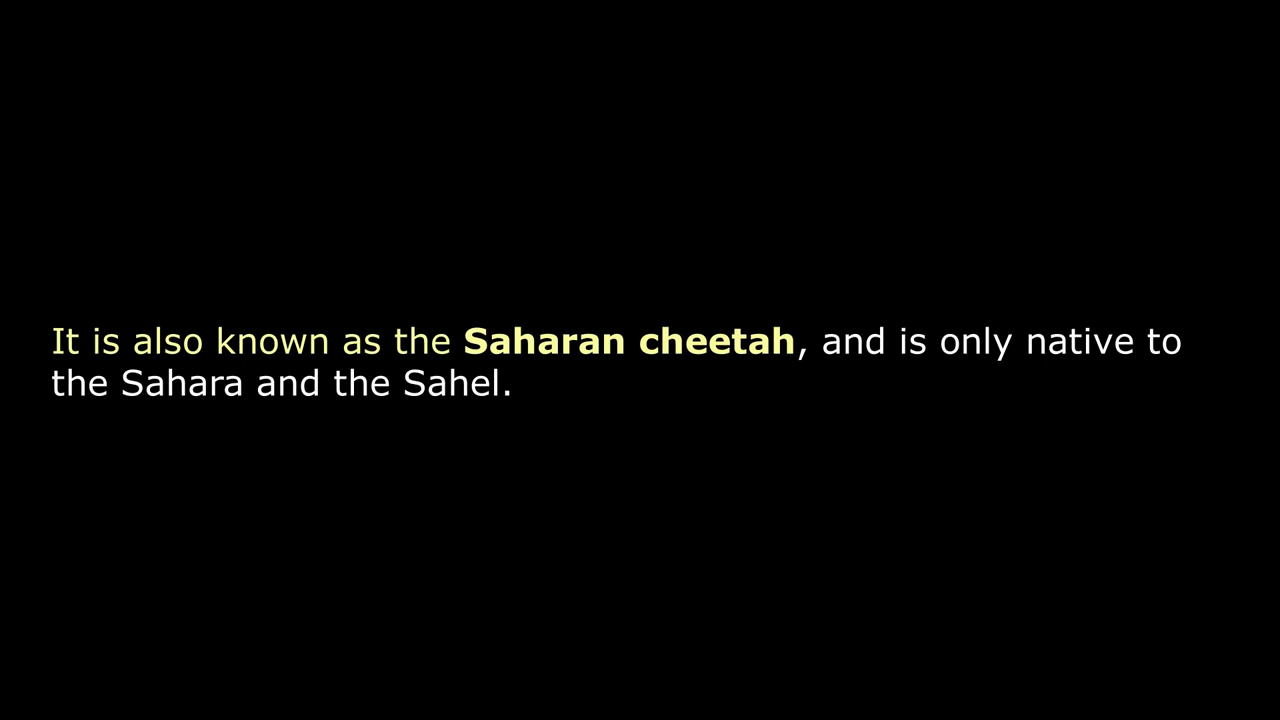 It is also known as the Saharan cheetah, and is only native to
the Sahara and the Sahel.